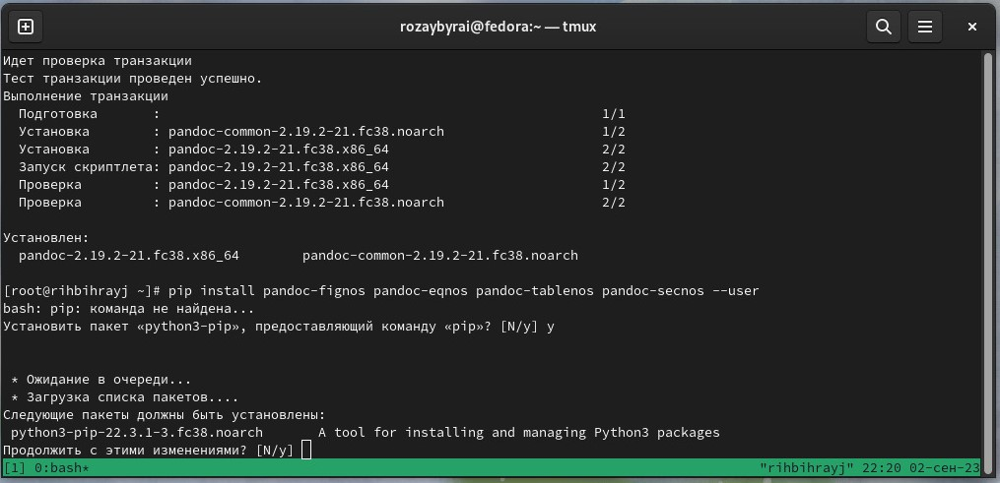 rozaybyrai@fedora:~ — tmux
Идет проверка транзакции
Тест транзакции проведен успешно.
Выполнение транзакции
  Подготовка       :                                                        1/1
  Установка        : pandoc-common-2.19.2-21.fc38.noarch                    1/2
  Установка        : pandoc-2.19.2-21.fc38.x86_64                           2/2
  Запуск скриптлета: pandoc-2.19.2-21.fc38.x86_64                           2/2
  Проверка         : pandoc-2.19.2-21.fc38.x86_64                           1/2
  Проверка         : pandoc-common-2.19.2-21.fc38.noarch                    2/2
Установлен:
  pandoc-2.19.2-21.fc38.x86_64        pandoc-common-2.19.2-21.fc38.noarch
[root@rihbihrayj ~]# pip install pandoc-fignos pandoc-eqnos pandoc-tablenos pandoc-secnos --user
bash: pip: команда не найдена...
Установить пакет «python3-pip», предоставляющий команду «pip»? [N/y] y
 * Ожидание в очереди...
 * Загрузка списка пакетов....
Следующие пакеты должны быть установлены:
 python3-pip-22.3.1-3.fc38.noarch       A tool for installing and managing Python3 packages
Продолжить с этими изменениями? [N/y]
[1] 0:bash* "rihbihrayj" 22:20 02-сен-23